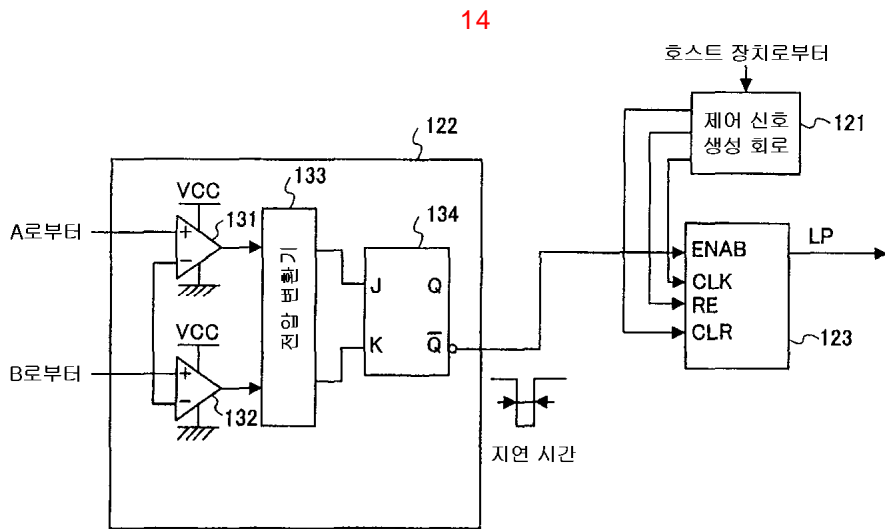 14
호스트 장치로부터
제어 신호
생성 회로
121
122
133
VCC
131
134
A로부터
+
−
전압 변환기
J
Q
K
Q̅
VCC
B로부터
+
−
132
ENAB
CLK
RE
CLR
LP
123
지연 시간